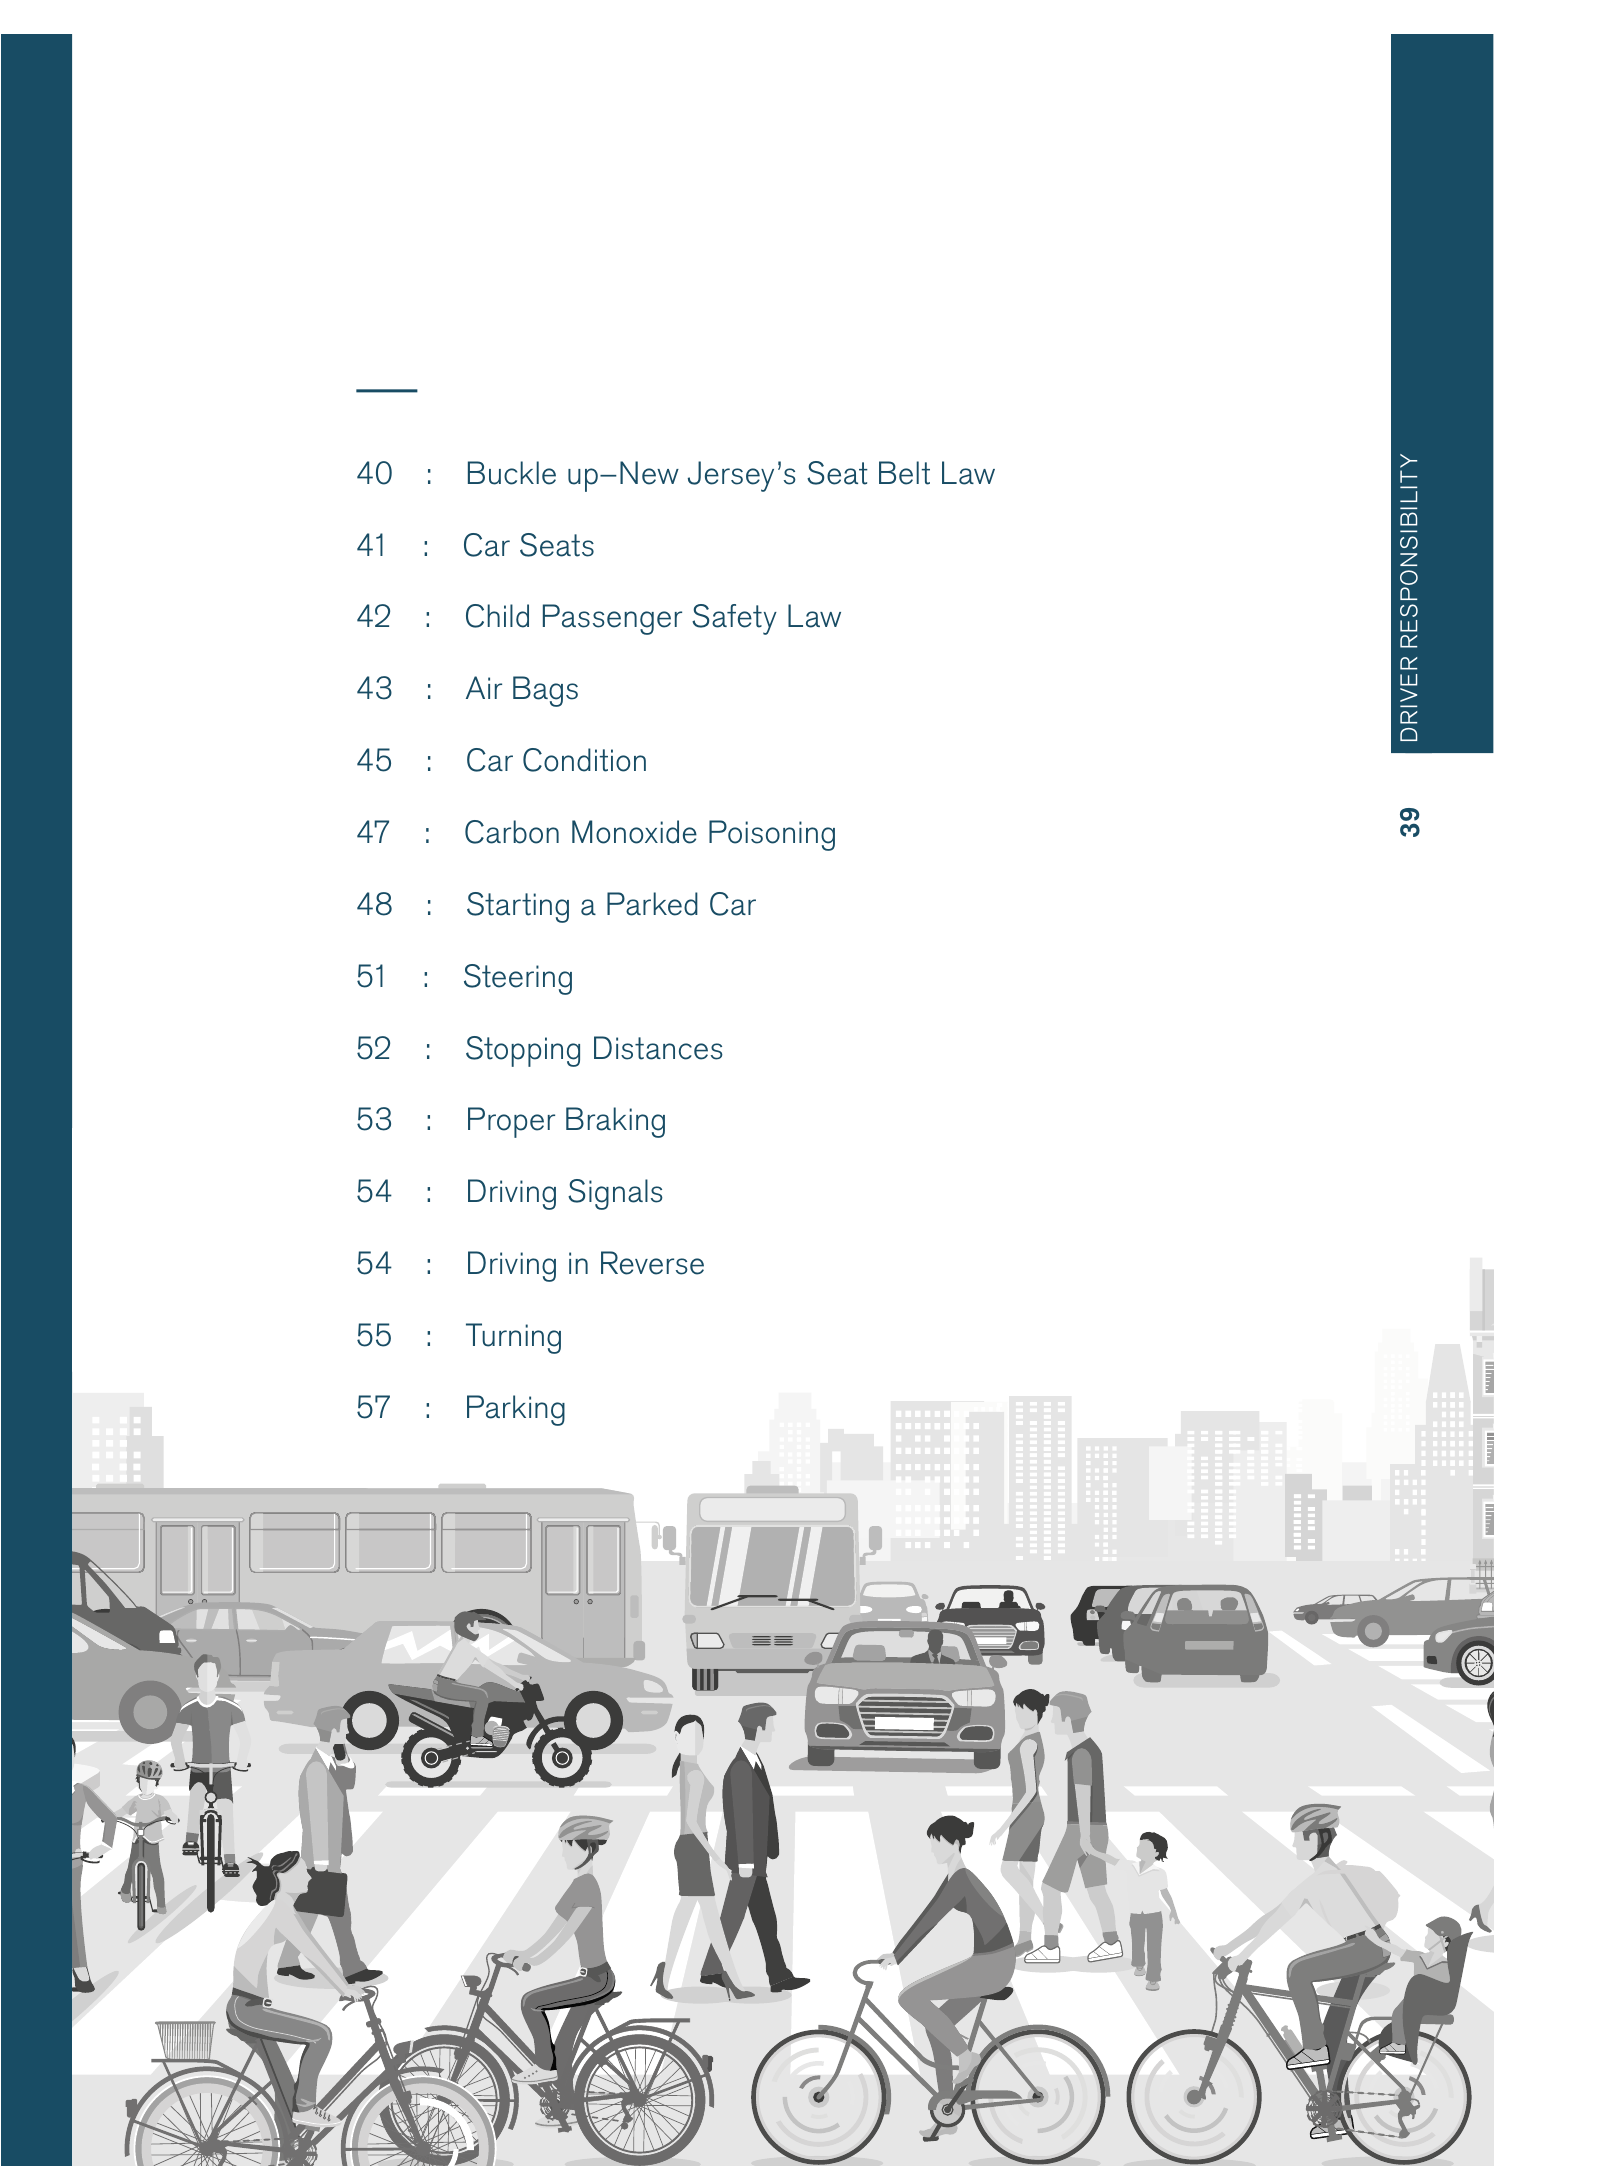 40 : Buckle up–New Jersey’s Seat Belt Law
41 : Car Seats
42 : Child Passenger Safety Law
43 : Air Bags
45 : Car Condition
47 : Carbon Monoxide Poisoning
48 : Starting a Parked Car
51 : Steering
52 : Stopping Distances
53 : Proper Braking
54 : Driving Signals
54 : Driving in Reverse
55 : Turning
57 : Parking
DRIVER RESPONSIBILITY
39